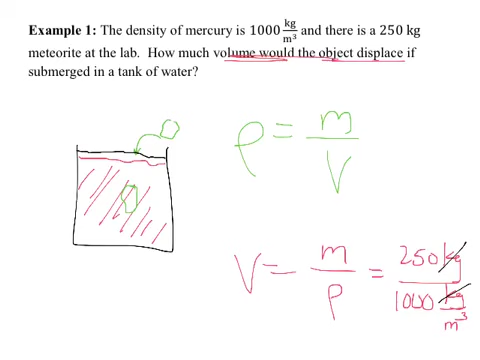 Example 1: The density of mercury is 1000 kg/m³ and there is a 250 kg
meteorite at the lab. How much volume would the object displace if
submerged in a tank of water?
ρ = m/V
V = m/ρ = 250 kg / 1000 kg/m³